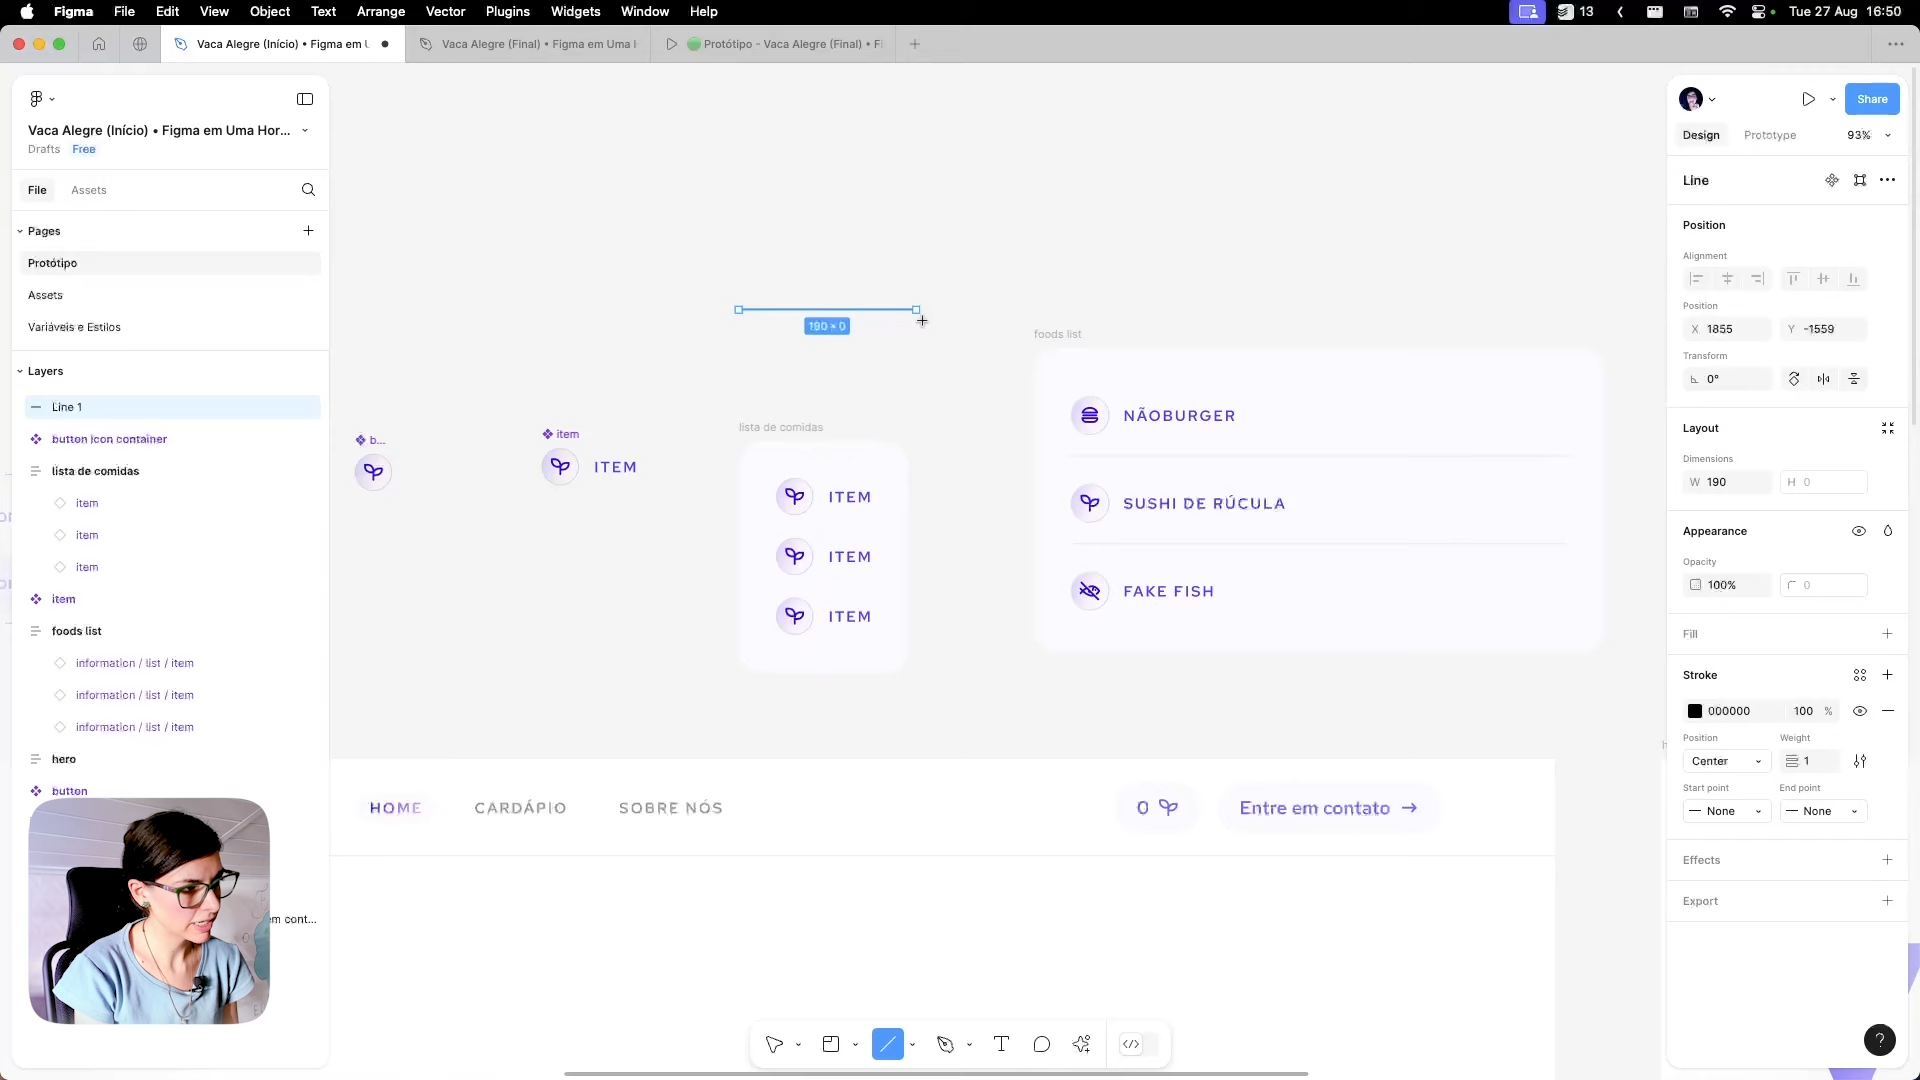 Figma File Edit View Object Text Arrange Vector Plugins Widgets Window Help
13
Tue 27 Aug 16:50
Vaca Alegre (Início) • Figma em U
Vaca Alegre (Final) • Figma em Uma
Protótipo - Vaca Alegre (Final) • F
Vaca Alegre (Início) • Figma em Uma Hor...
Drafts Free
File Assets
Pages
Protótipo
Assets
Variáveis e Estilos
Layers
Line 1
button icon container
lista de comidas
item
item
item
item
foods list
information / list / item
information / list / item
information / list / item
hero
button
em cont...
190 × 0
b...
item
ITEM
lista de comidas
ITEM
ITEM
ITEM
foods list
NÃOBURGER
SUSHI DE RÚCULA
FAKE FISH
HOME
CARDÁPIO
SOBRE NÓS
0
Entre em contato →
Share
Design Prototype 93%
Line
Position
Alignment
Position
X 1855 Y -1559
Transform
0°
Layout
Dimensions
W 190 H 0
Appearance
Opacity
100% 0
Fill
Stroke
000000 100 %
Position Weight
Center 1
Start point End point
None None
Effects
Export
?